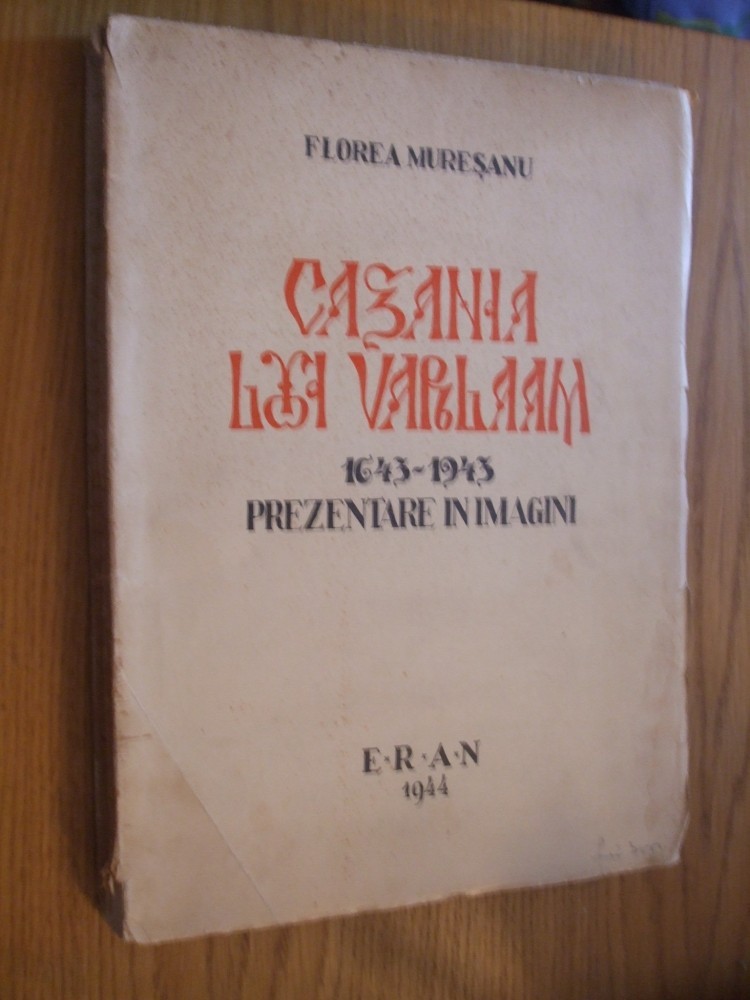 FLOREA MUREŞANU
CAZANIA
LUI VARLAAM
1643-1943
PREZENTARE IN IMAGINI
E·R·A·N
1944